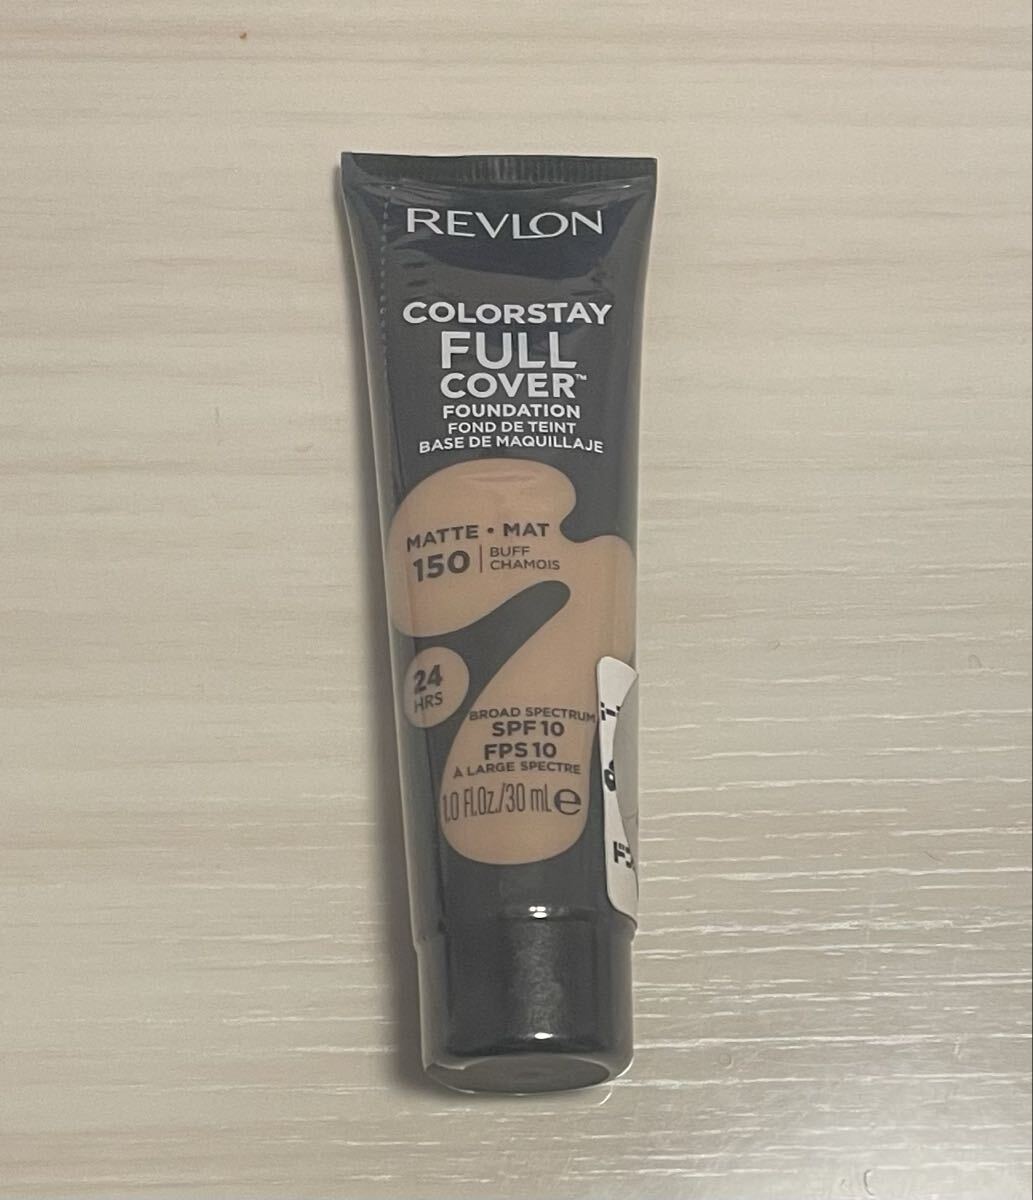 REVLON
COLORSTAY
FULL
COVER™
FOUNDATION
FOND DE TEINT
BASE DE MAQUILLAJE
MATTE • MAT
150 | BUFF
CHAMOIS
24
HRS
BROAD SPECTRUM
SPF 10
FPS 10
À LARGE SPECTRE
1.0 Fl.Oz./30 mL e